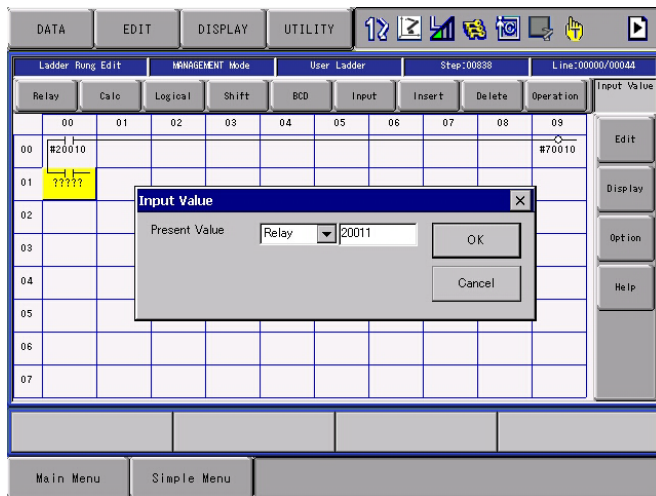 DATA EDIT DISPLAY UTILITY
Ladder Rung Edit MANAGEMENT Mode User Ladder Step:00838 Line:00000/00044
Relay Calc Logical Shift BCD Input Insert Delete Operation Input Value
00 01 02 03 04 05 06 07 08 09
00 #20010 #70010
Edit
01 ?????
Display
Input Value
02
Present Value Relay 20011 OK
03
Option
04
Cancel
Help
05
06
07
Main Menu Simple Menu